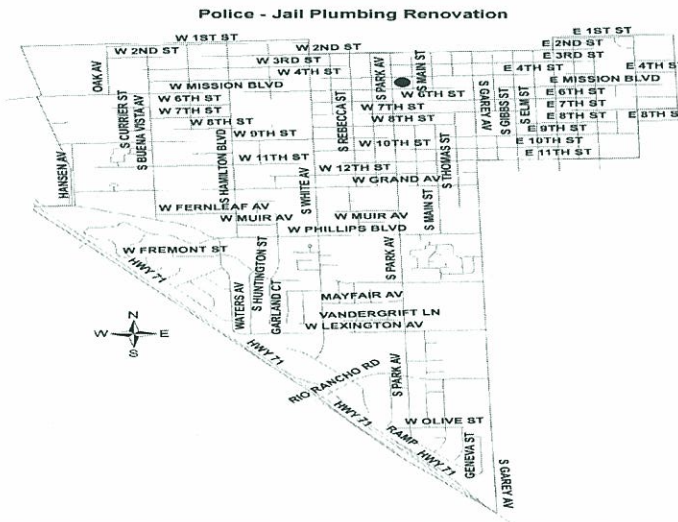 Police - Jail Plumbing Renovation
E 1ST ST
W 1ST ST
W 2ND ST
W 2ND ST
E 2ND ST
W 3RD ST
E 3RD ST
W 4TH ST
E 4TH ST
E 4TH ST
OAK AV
S PARK AV
S MAIN ST
W MISSION BLVD
E MISSION BLVD
S CURRIER ST
S BUENA VISTA AV
W 6TH ST
W 6TH ST
S GAREY AV
S GIBBS ST
S ELM ST
E 6TH ST
W 7TH ST
S REBECCA ST
W 7TH ST
E 7TH ST
W 8TH ST
W 8TH ST
E 8TH ST
E 8TH ST
S HAMILTON BLVD
W 9TH ST
E 9TH ST
W 10TH ST
S THOMAS ST
E 10TH ST
W 11TH ST
E 11TH ST
HANSEN AV
S WHITE AV
W 12TH ST
W GRAND AV
W FERNLEAF AV
W MUIR AV
W MUIR AV
S MAIN ST
W PHILLIPS BLVD
W FREMONT ST
S HUNTINGTON ST
S PARK AV
HWY 71
WATERS AV
GARLAND CT
MAYFAIR AV
N
VANDERGRIFT LN
W E
W LEXINGTON AV
S
HWY 71
RIO RANCHO RD
S PARK AV
HWY 71
W OLIVE ST
RAMP
HWY 71
GENEVA ST
S GAREY AV